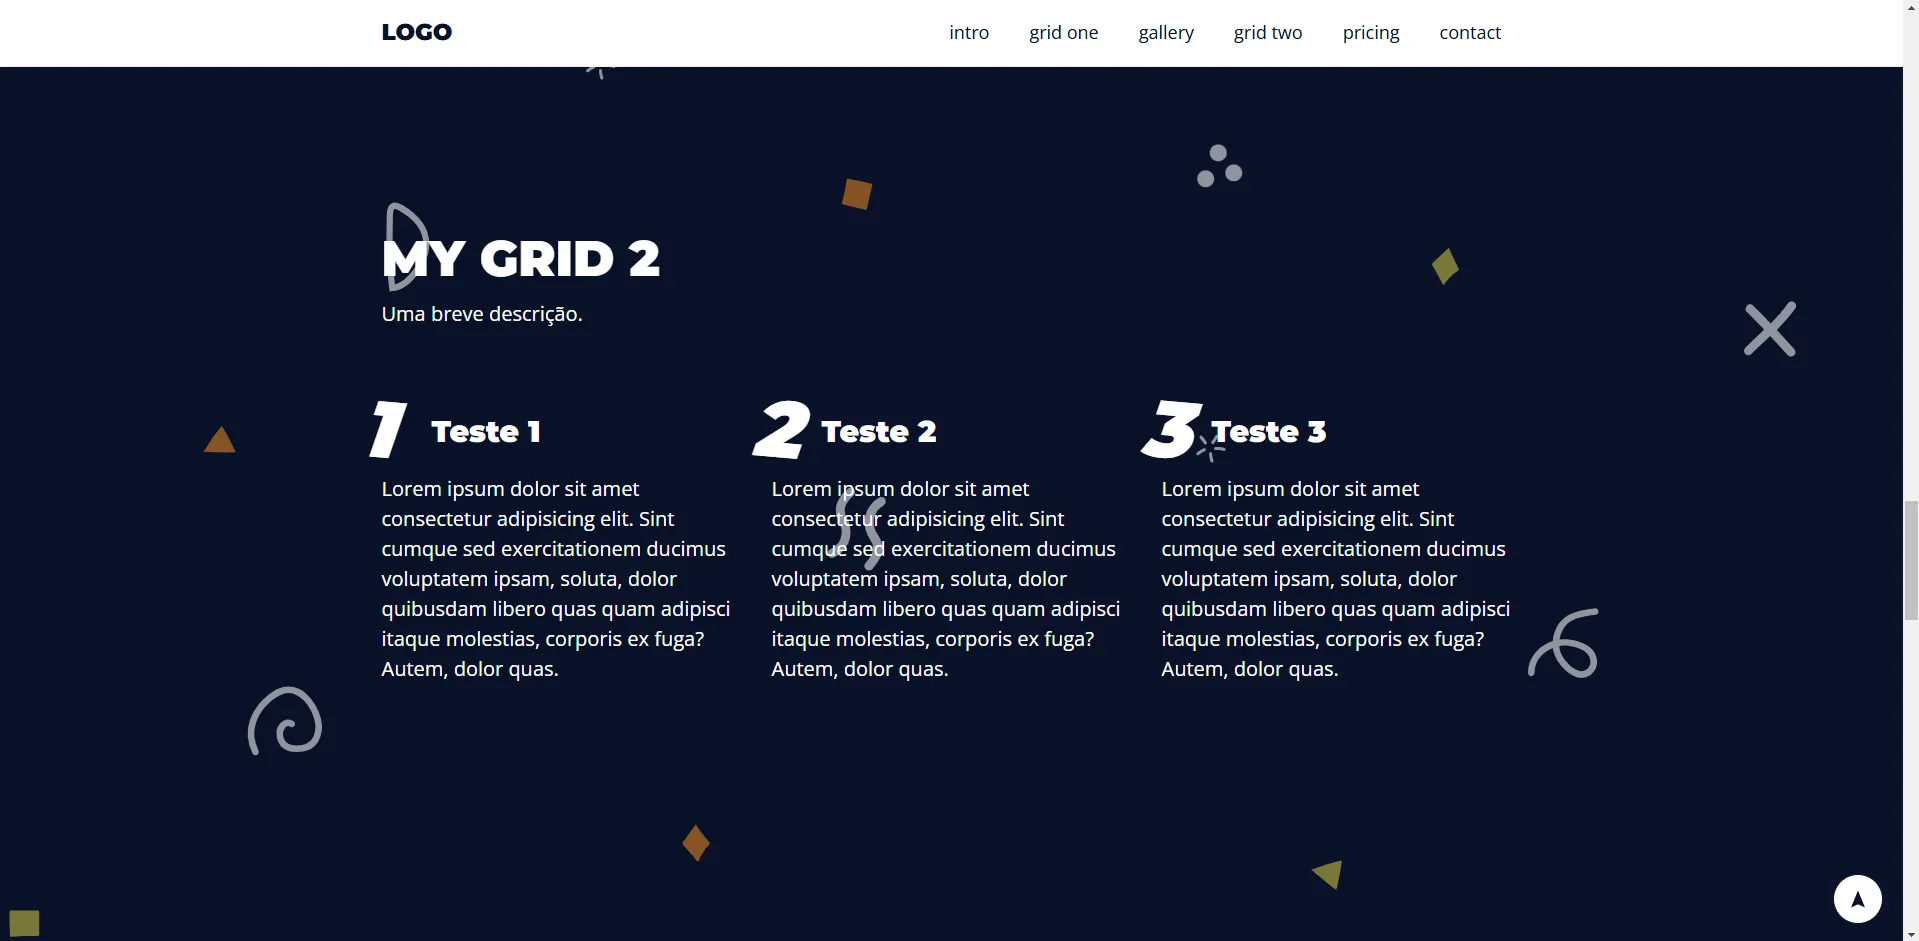 LOGO
intro
grid one
gallery
grid two
pricing
contact
MY GRID 2
Uma breve descrição.
1 Teste 1
Lorem ipsum dolor sit amet
consectetur adipisicing elit. Sint
cumque sed exercitationem ducimus
voluptatem ipsam, soluta, dolor
quibusdam libero quas quam adipisci
itaque molestias, corporis ex fuga?
Autem, dolor quas.
2 Teste 2
Lorem ipsum dolor sit amet
consectetur adipisicing elit. Sint
cumque sed exercitationem ducimus
voluptatem ipsam, soluta, dolor
quibusdam libero quas quam adipisci
itaque molestias, corporis ex fuga?
Autem, dolor quas.
3 Teste 3
Lorem ipsum dolor sit amet
consectetur adipisicing elit. Sint
cumque sed exercitationem ducimus
voluptatem ipsam, soluta, dolor
quibusdam libero quas quam adipisci
itaque molestias, corporis ex fuga?
Autem, dolor quas.